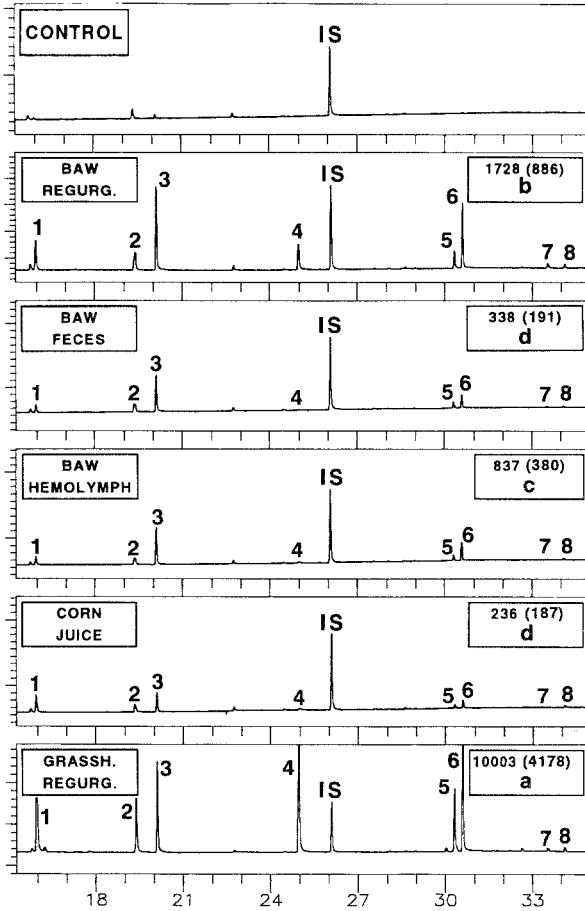 CONTROL
IS
BAW
REGURG.
1 2 3 4 IS 5 6 7 8
1728 (886)
b
BAW
FECES
1 2 3 4 IS 5 6 7 8
338 (191)
d
BAW
HEMOLYMPH
1 2 3 4 IS 5 6 7 8
837 (380)
c
CORN
JUICE
1 2 3 4 IS 5 6 7 8
236 (187)
d
GRASSH.
REGURG.
1 2 3 4 IS 5 6 7 8
10003 (4178)
a
18 21 24 27 30 33